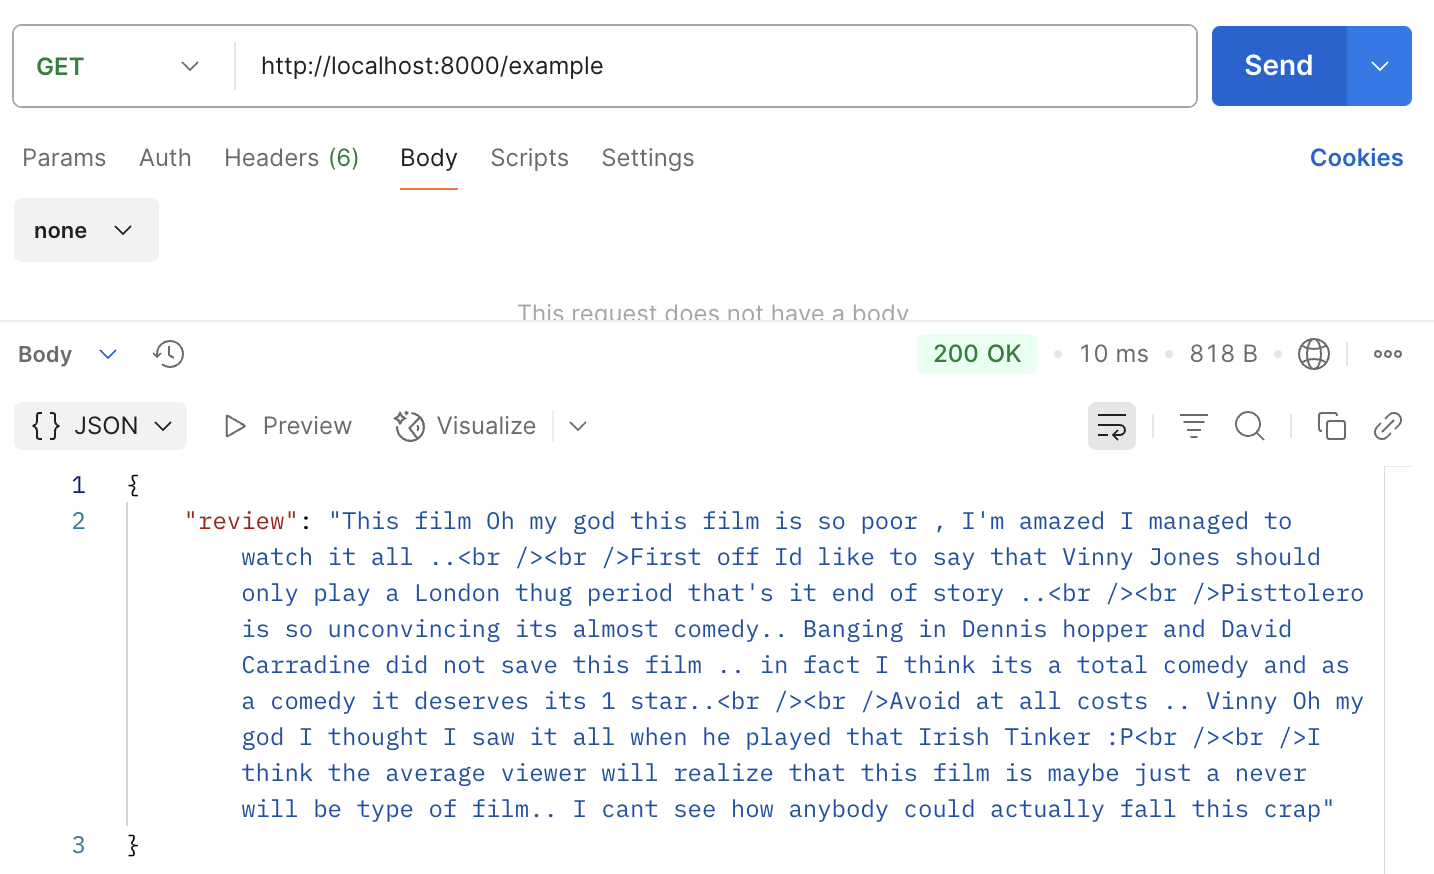 GET http://localhost:8000/example Send
Params Auth Headers (6) Body Scripts Settings Cookies
none
This request does not have a body
Body 200 OK 10 ms 818 B
{ } JSON Preview Visualize
1 {
2 "review": "This film Oh my god this film is so poor , I'm amazed I managed to
watch it all ..<br /><br />First off Id like to say that Vinny Jones should
only play a London thug period that's it end of story ..<br /><br />Pisttolero
is so unconvincing its almost comedy.. Banging in Dennis hopper and David
Carradine did not save this film .. in fact I think its a total comedy and as
a comedy it deserves its 1 star..<br /><br />Avoid at all costs .. Vinny Oh my
god I thought I saw it all when he played that Irish Tinker :P<br /><br />I
think the average viewer will realize that this film is maybe just a never
will be type of film.. I cant see how anybody could actually fall this crap"
3 }